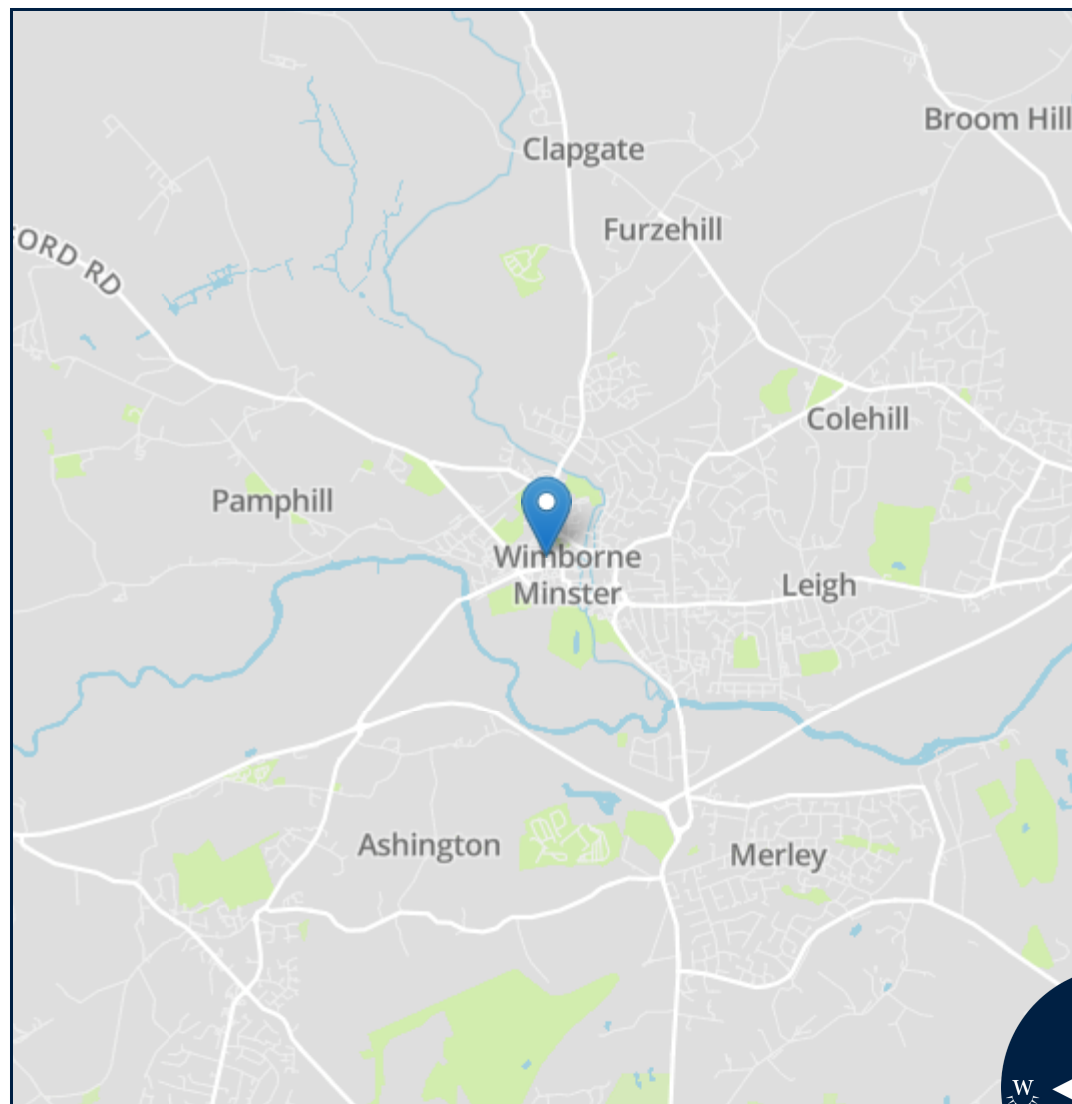 Broom Hill
Clapgate
Furzehill
ORD RD
Colehill
Pamphill
Wimborne
Minster
Leigh
Ashington
Merley
W